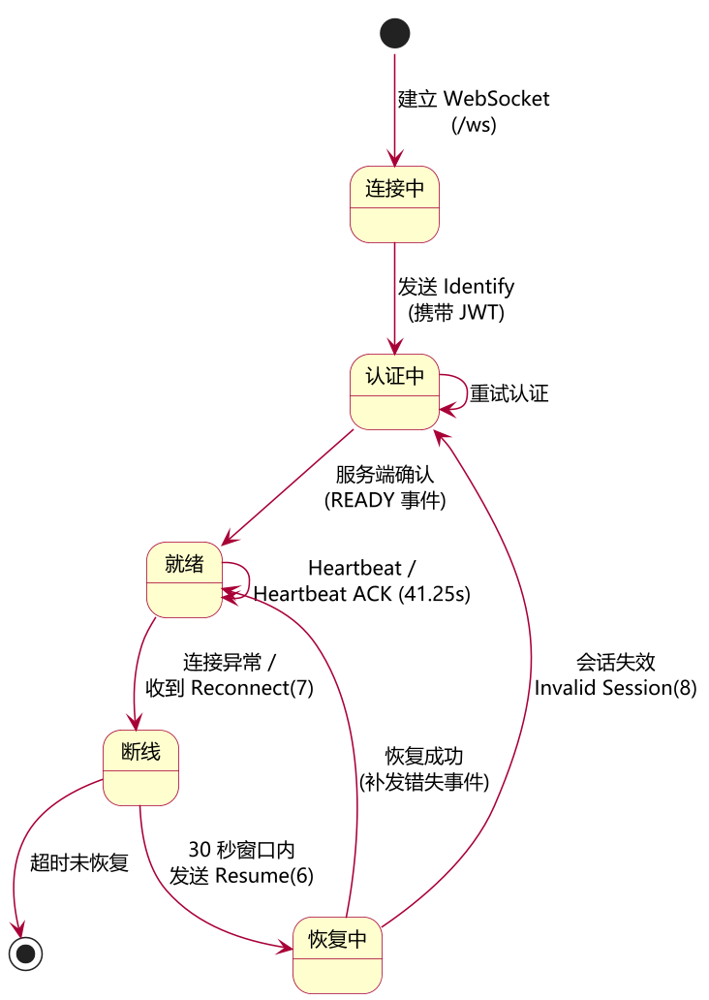 建立 WebSocket
(/ws)
连接中
发送 Identify
(携带 JWT)
认证中
重试认证
服务端确认
(READY 事件)
就绪
Heartbeat /
Heartbeat ACK (41.25s)
连接异常 /
收到 Reconnect(7)
会话失效
Invalid Session(8)
断线
恢复成功
(补发错失事件)
超时未恢复
30 秒窗口内
发送 Resume(6)
恢复中